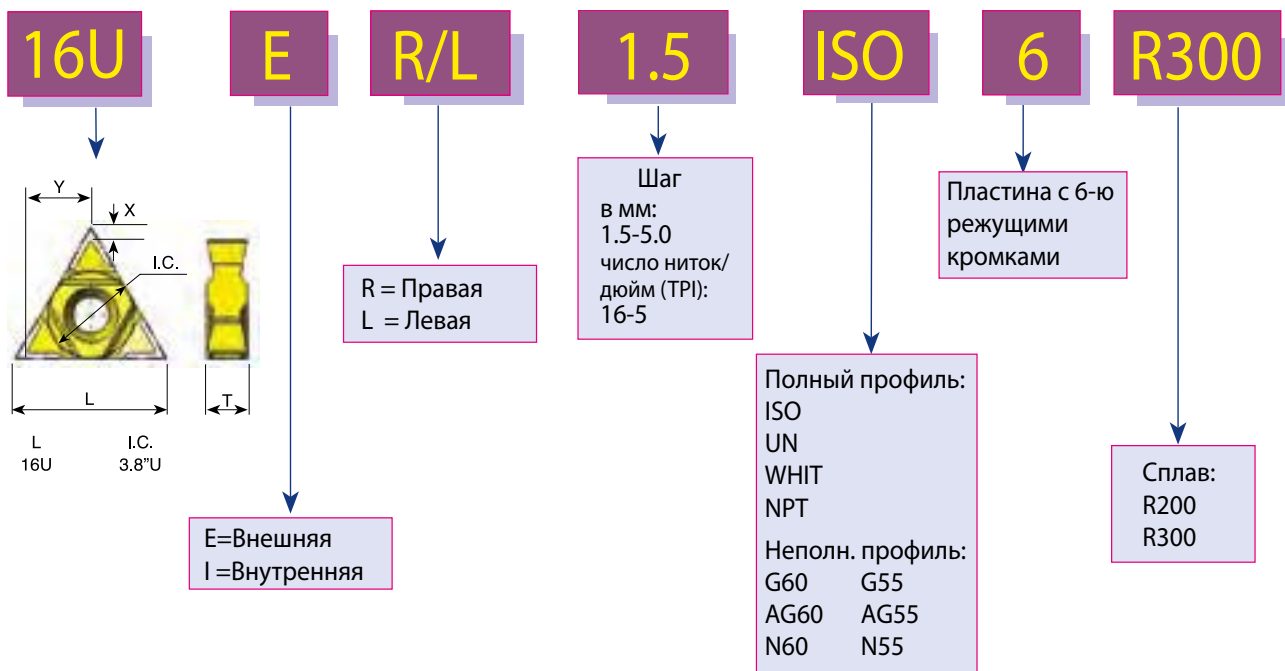 16U E R/L 1.5 ISO 6 R300
Y
X
I.C.
L
T
L I.C.
16U 3.8”U
E=Внешняя
I =Внутренняя
R = Правая
L = Левая
Шаг
в мм:
1.5-5.0
число ниток/
дюйм (TPI):
16-5
Полный профиль:
ISO
UN
WHIT
NPT
Неполн. профиль:
G60 G55
AG60 AG55
N60 N55
Пластина с 6-ю
режущими
кромками
Сплав:
R200
R300